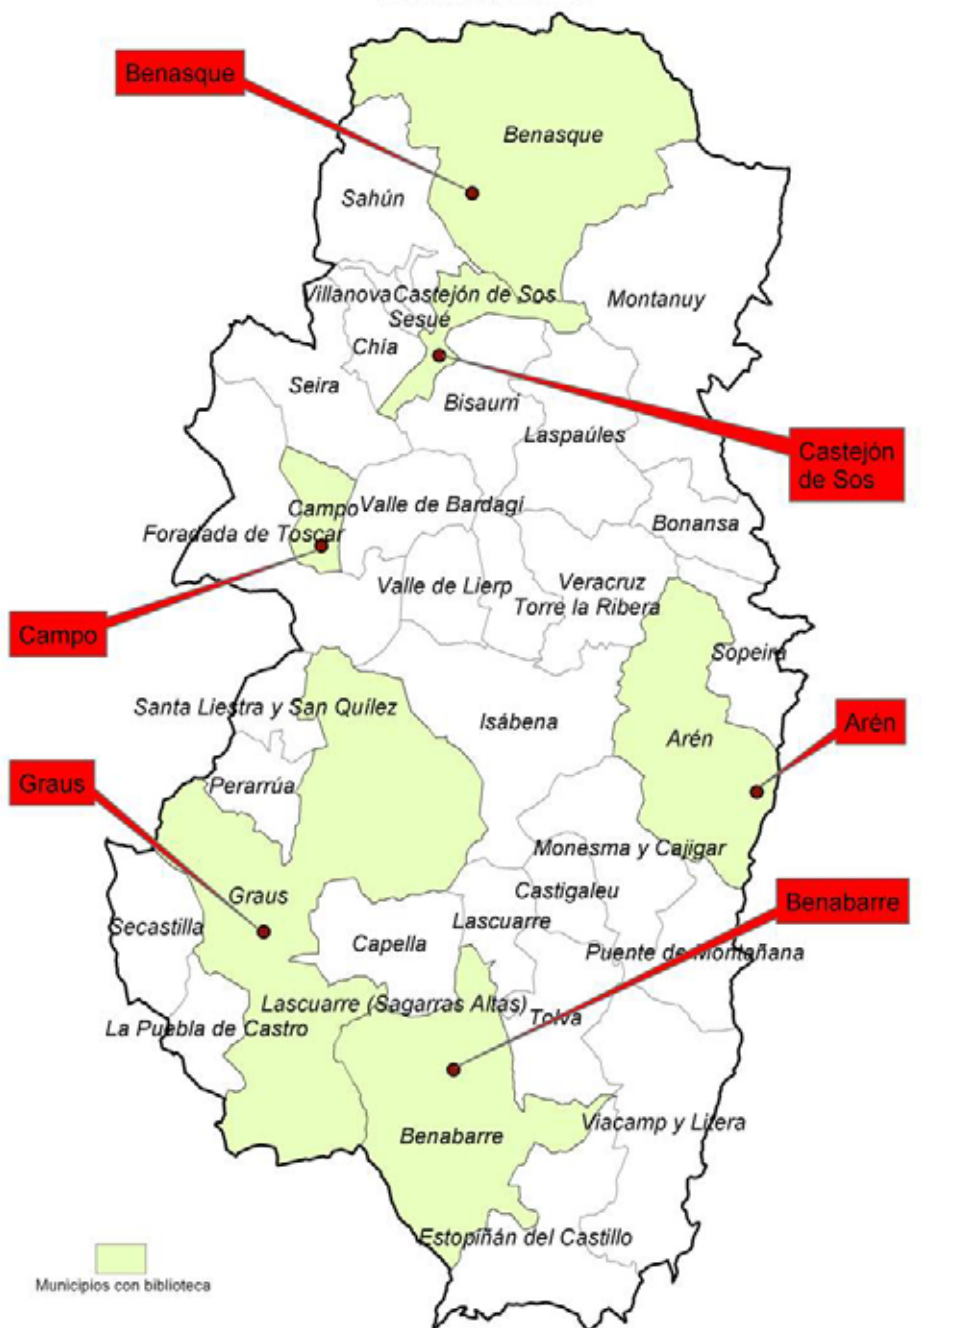 Benasque
Benasque
Sahún
Villanova
Castejón de Sos
Montanuy
Sesué
Chía
Seira
Bisaurri
Laspaúles
Castejón
de Sos
Campo
Valle de Bardagí
Bonansa
Foradada de Toscar
Valle de Lierp
Veracruz
Torre la Ribera
Campo
Sopeira
Santa Liestra y San Quílez
Isábena
Arén
Arén
Graus
Perarrúa
Monesma y Cajigar
Graus
Castigaleu
Benabarre
Secastilla
Capella
Lascuarre
Puente de Montañana
Lascuarre (Sagarras Altas)
Tolva
La Puebla de Castro
Benabarre
Viacamp y Litera
Estopiñán del Castillo
Municipios con biblioteca